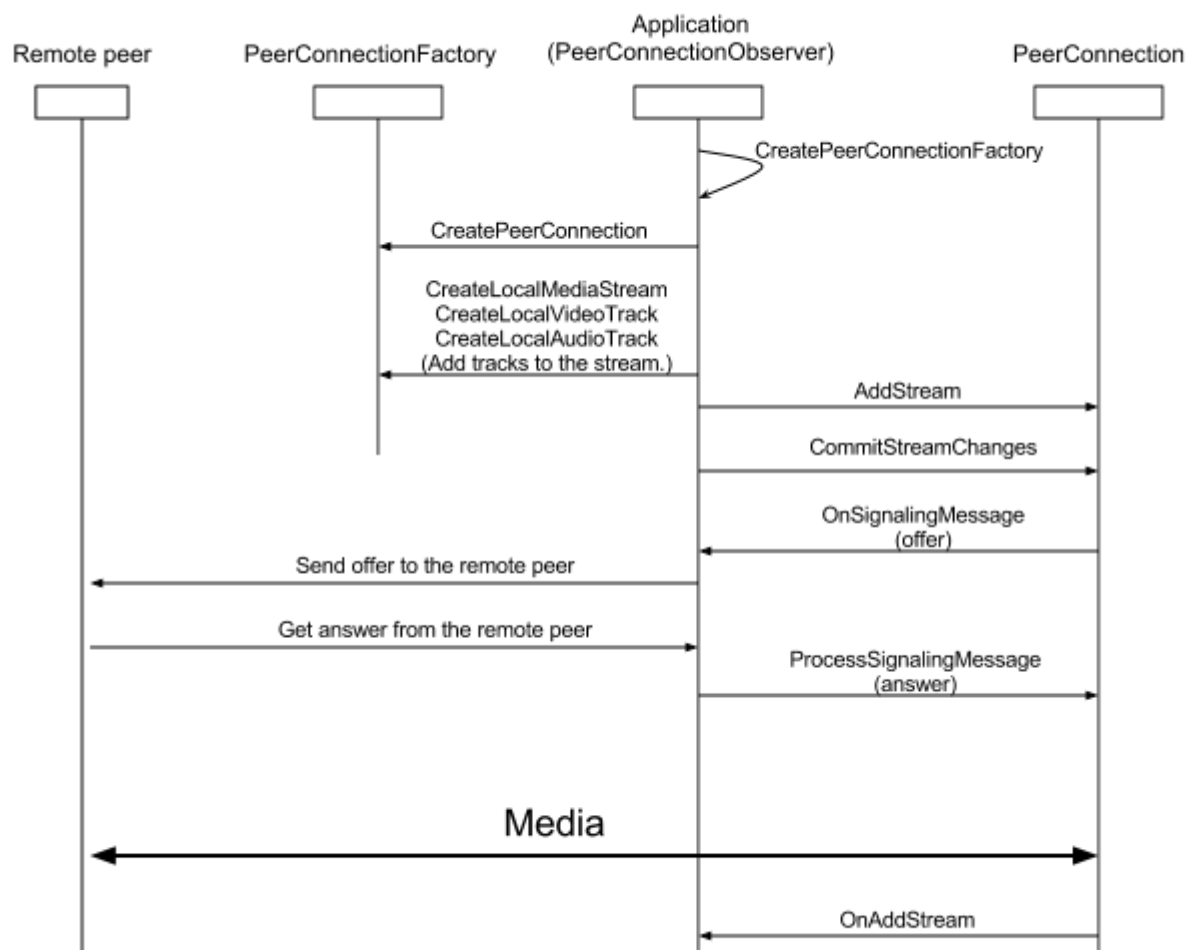 Application
Remote peer
PeerConnectionFactory
(PeerConnectionObserver)
PeerConnection
CreatePeerConnectionFactory
CreatePeerConnection
CreateLocalMediaStream
CreateLocalVideoTrack
CreateLocalAudioTrack
(Add tracks to the stream.)
AddStream
CommitStreamChanges
OnSignalingMessage
(offer)
Send offer to the remote peer
Get answer from the remote peer
ProcessSignalingMessage
(answer)
Media
OnAddStream